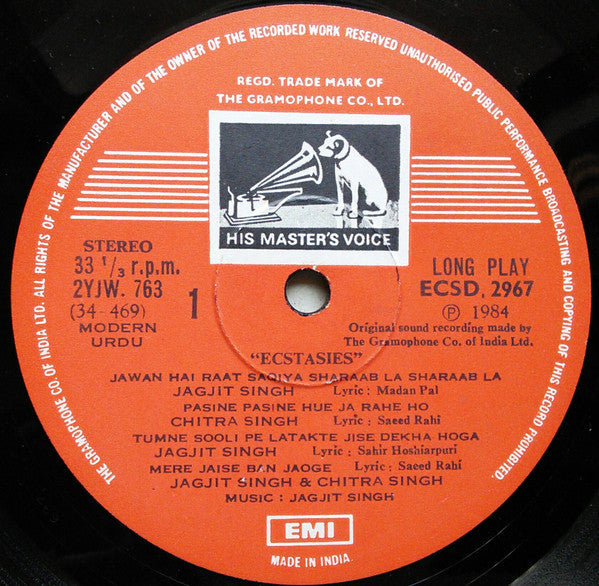 THE GRAMOPHONE CO. OF INDIA LTD. ALL RIGHTS OF THE MANUFACTURER AND OF THE OWNER OF THE RECORDED WORK RESERVED UNAUTHORISED PUBLIC PERFORMANCE BROADCASTING AND COPYING OF THIS RECORD PROHIBITED.
REGD. TRADE MARK OF
THE GRAMOPHONE CO., LTD.
HIS MASTER'S VOICE
STEREO
33 1/3 r.p.m.
2YJW. 763
(34 - 469)
MODERN
URDU
1
LONG PLAY
ECSD, 2967
Ⓟ 1984
Original sound recording made by
The Gramophone Co. of India Ltd.
"ECSTASIES"
JAWAN HAI RAAT SAQIYA SHARAAB LA SHARAAB LA
JAGJIT SINGH Lyric : Madan Pal
PASINE PASINE HUE JA RAHE HO
CHITRA SINGH Lyric : Saeed Rahi
TUMNE SOOLI PE LATAKTE JISE DEKHA HOGA
JAGJIT SINGH Lyric : Sahir Hoshiarpuri
MERE JAISE BAN JAOGE Lyric : Saeed Rahi
JAGJIT SINGH & CHITRA SINGH
MUSIC : JAGJIT SINGH
EMI
MADE IN INDIA.